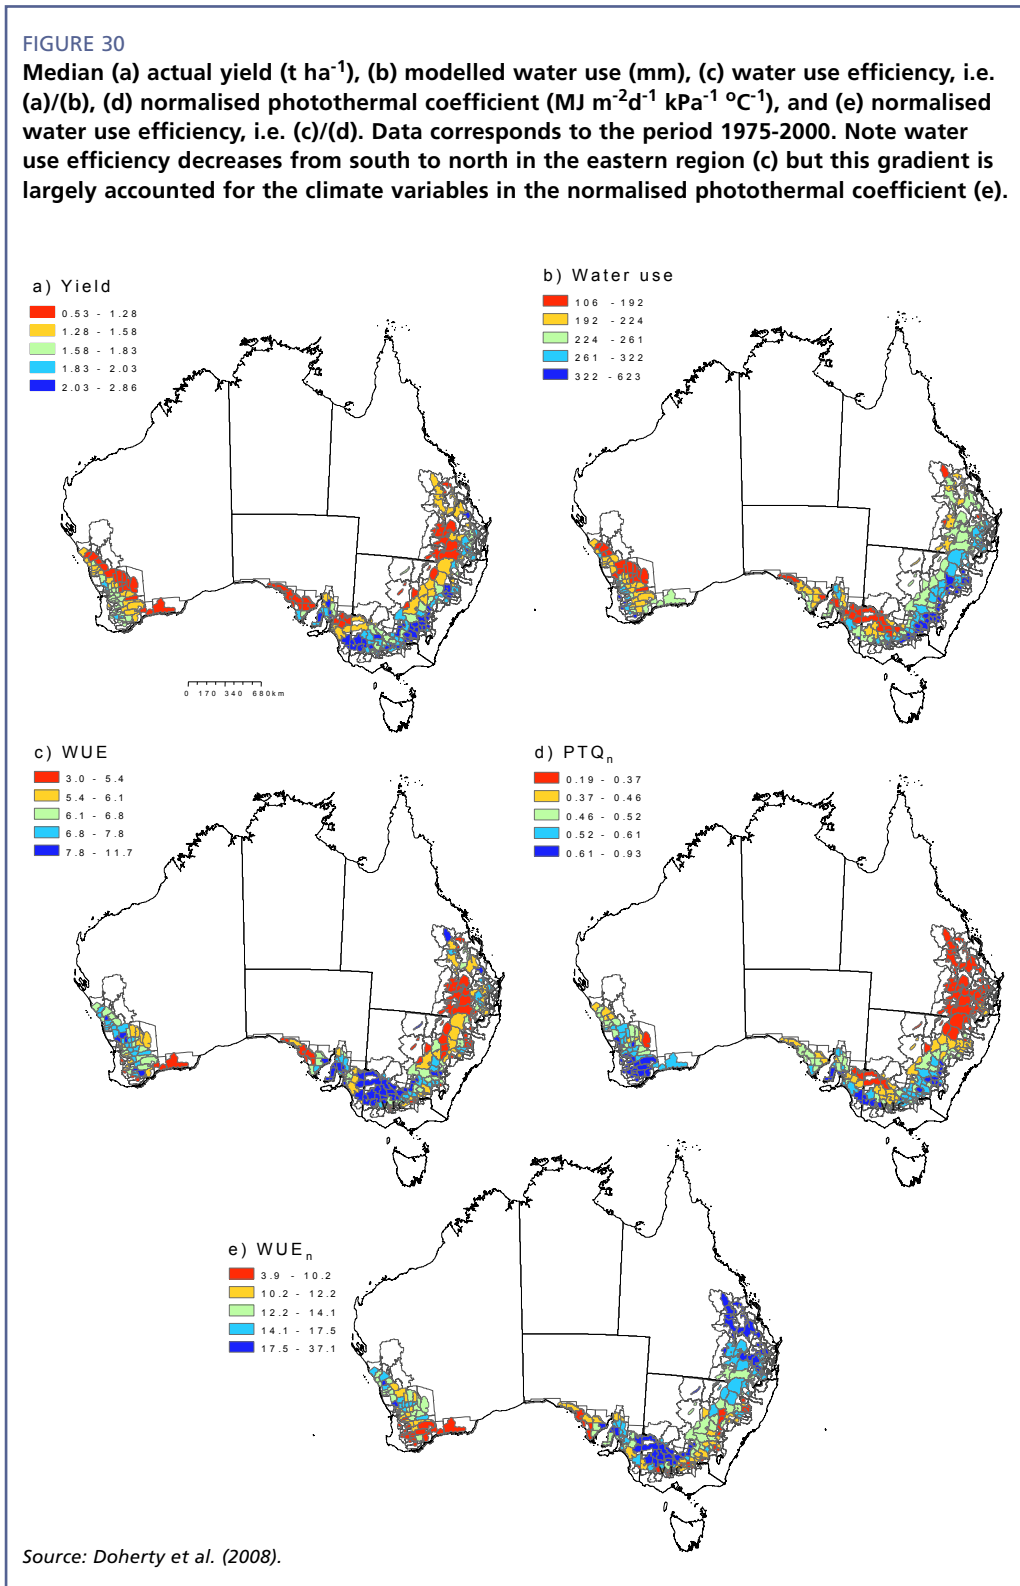 FIGURE 30
Median (a) actual yield (t ha-1), (b) modelled water use (mm), (c) water use efficiency, i.e.
(a)/(b), (d) normalised photothermal coefficient (MJ m-2d-1 kPa-1 oC-1), and (e) normalised
water use efficiency, i.e. (c)/(d). Data corresponds to the period 1975-2000. Note water
use efficiency decreases from south to north in the eastern region (c) but this gradient is
largely accounted for the climate variables in the normalised photothermal coefficient (e).
a) Yield
0.53 - 1.28
1.28 - 1.58
1.58 - 1.83
1.83 - 2.03
2.03 - 2.86
0 170 340 680km
b) Water use
106 - 192
192 - 224
224 - 261
261 - 322
322 - 623
c) WUE
3.0 - 5.4
5.4 - 6.1
6.1 - 6.8
6.8 - 7.8
7.8 - 11.7
d) PTQn
0.19 - 0.37
0.37 - 0.46
0.46 - 0.52
0.52 - 0.61
0.61 - 0.93
e) WUEn
3.9 - 10.2
10.2 - 12.2
12.2 - 14.1
14.1 - 17.5
17.5 - 37.1
Source: Doherty et al. (2008).